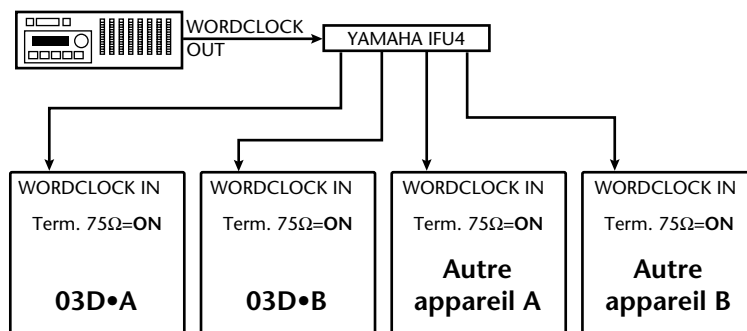 WORDCLOCK
OUT
YAMAHA IFU4
WORDCLOCK IN
Term. 75Ω=ON
03D•A
WORDCLOCK IN
Term. 75Ω=ON
03D•B
WORDCLOCK IN
Term. 75Ω=ON
Autre
appareil A
WORDCLOCK IN
Term. 75Ω=ON
Autre
appareil B